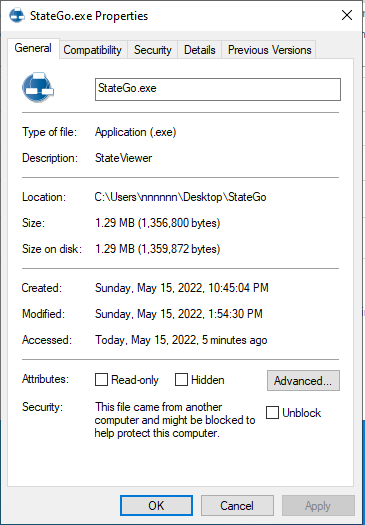 StateGo.exe Properties
General Compatibility Security Details Previous Versions
StateGo.exe
Type of file: Application (.exe)
Description: StateViewer
Location: C:\Users\nnnnnn\Desktop\StateGo
Size: 1.29 MB (1,356,800 bytes)
Size on disk: 1.29 MB (1,359,872 bytes)
Created: Sunday, May 15, 2022, 10:45:04 PM
Modified: Sunday, May 15, 2022, 1:54:30 PM
Accessed: Today, May 15, 2022, 5 minutes ago
Attributes: Read-only Hidden Advanced...
Security: This file came from another
computer and might be blocked to
help protect this computer.
Unblock
OK Cancel Apply